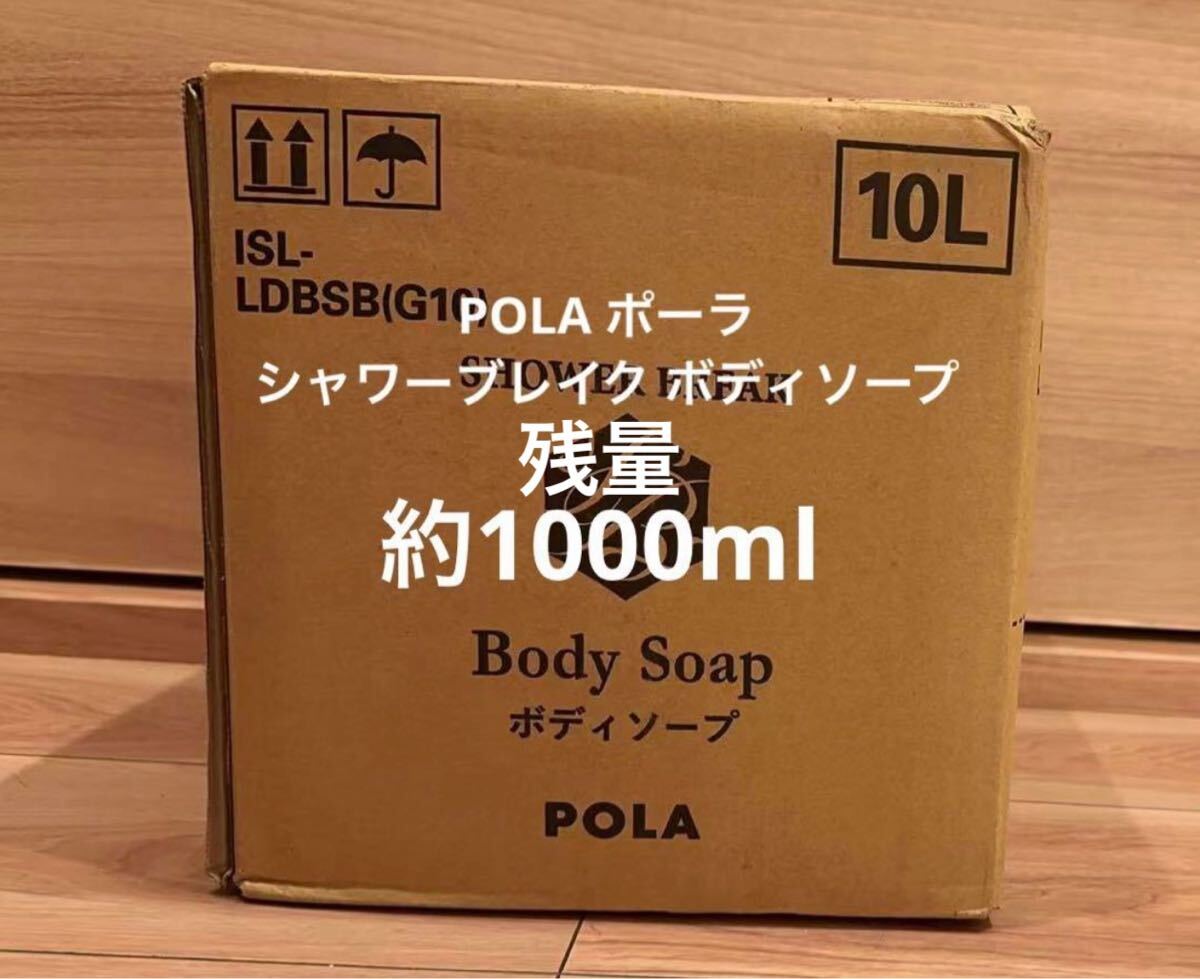 10L
ISL-
LDBSB(G10)
POLA ポーラ
SHOWER BREAK
シャワーブレイク ボディソープ
残量
約1000ml
Body Soap
ボディソープ
POLA